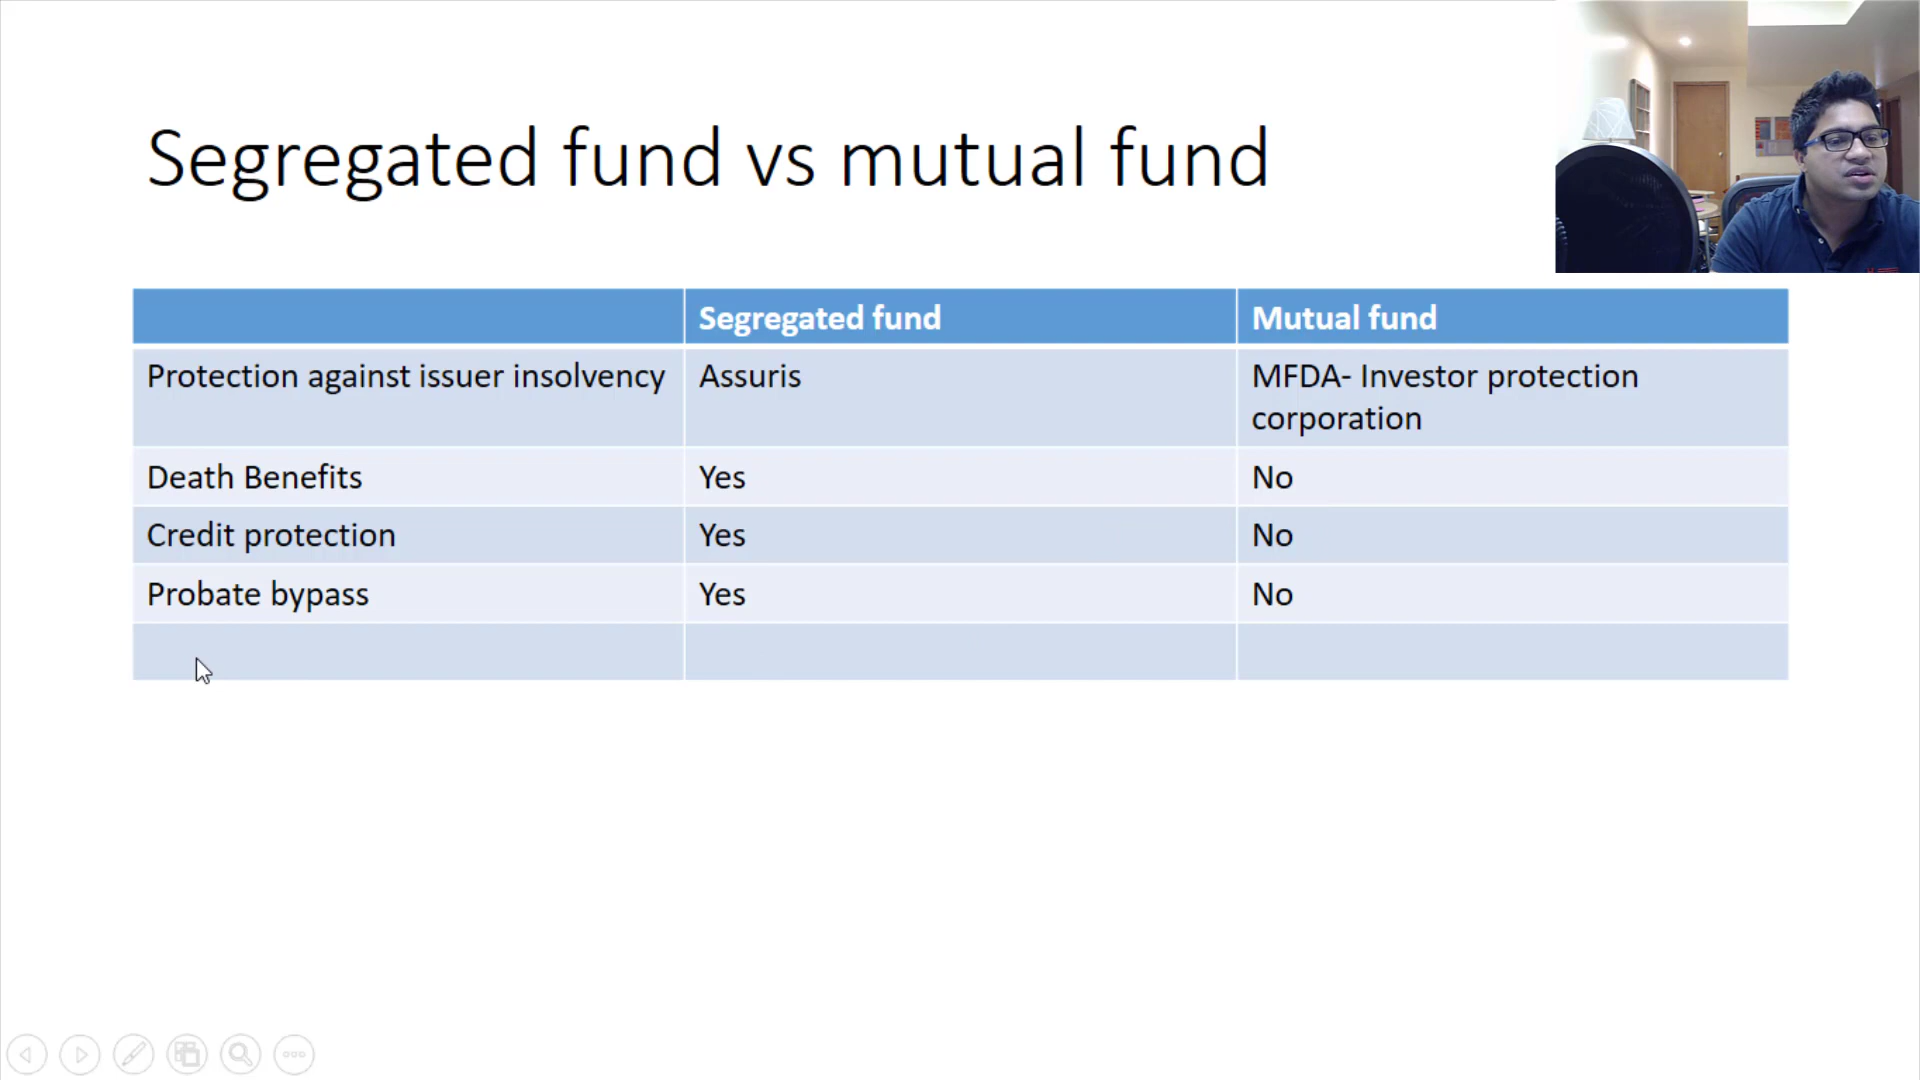 Segregated fund vs mutual fund
Segregated fund
Mutual fund
Protection against issuer insolvency
Assuris
MFDA- Investor protection
corporation
Death Benefits
Yes
No
Credit protection
Yes
No
Probate bypass
Yes
No